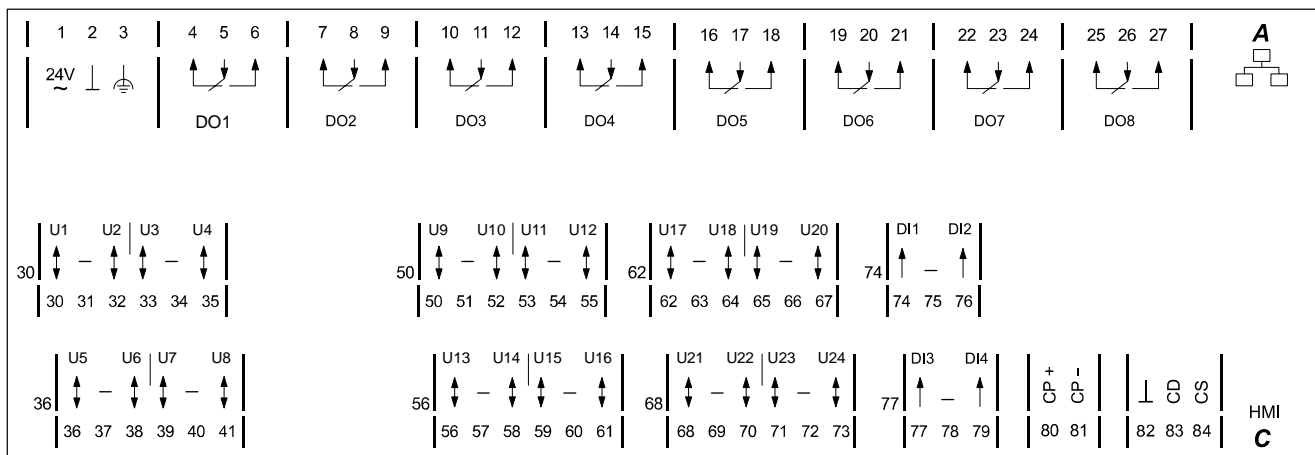 1 2 3 4 5 6 7 8 9 10 11 12 13 14 15 16 17 18 19 20 21 22 23 24 25 26 27 A
24V
~
DO1 DO2 DO3 DO4 DO5 DO6 DO7 DO8
U1 U2 U3 U4 U9 U10 U11 U12 U17 U18 U19 U20 DI1 DI2
30 50 62 74
30 31 32 33 34 35 50 51 52 53 54 55 62 63 64 65 66 67 74 75 76
U5 U6 U7 U8 U13 U14 U15 U16 U21 U22 U23 U24 DI3 DI4 CP + CP - CD CS
36 56 68 77
36 37 38 39 40 41 56 57 58 59 60 61 68 69 70 71 72 73 77 78 79 80 81 82 83 84
HMI
C